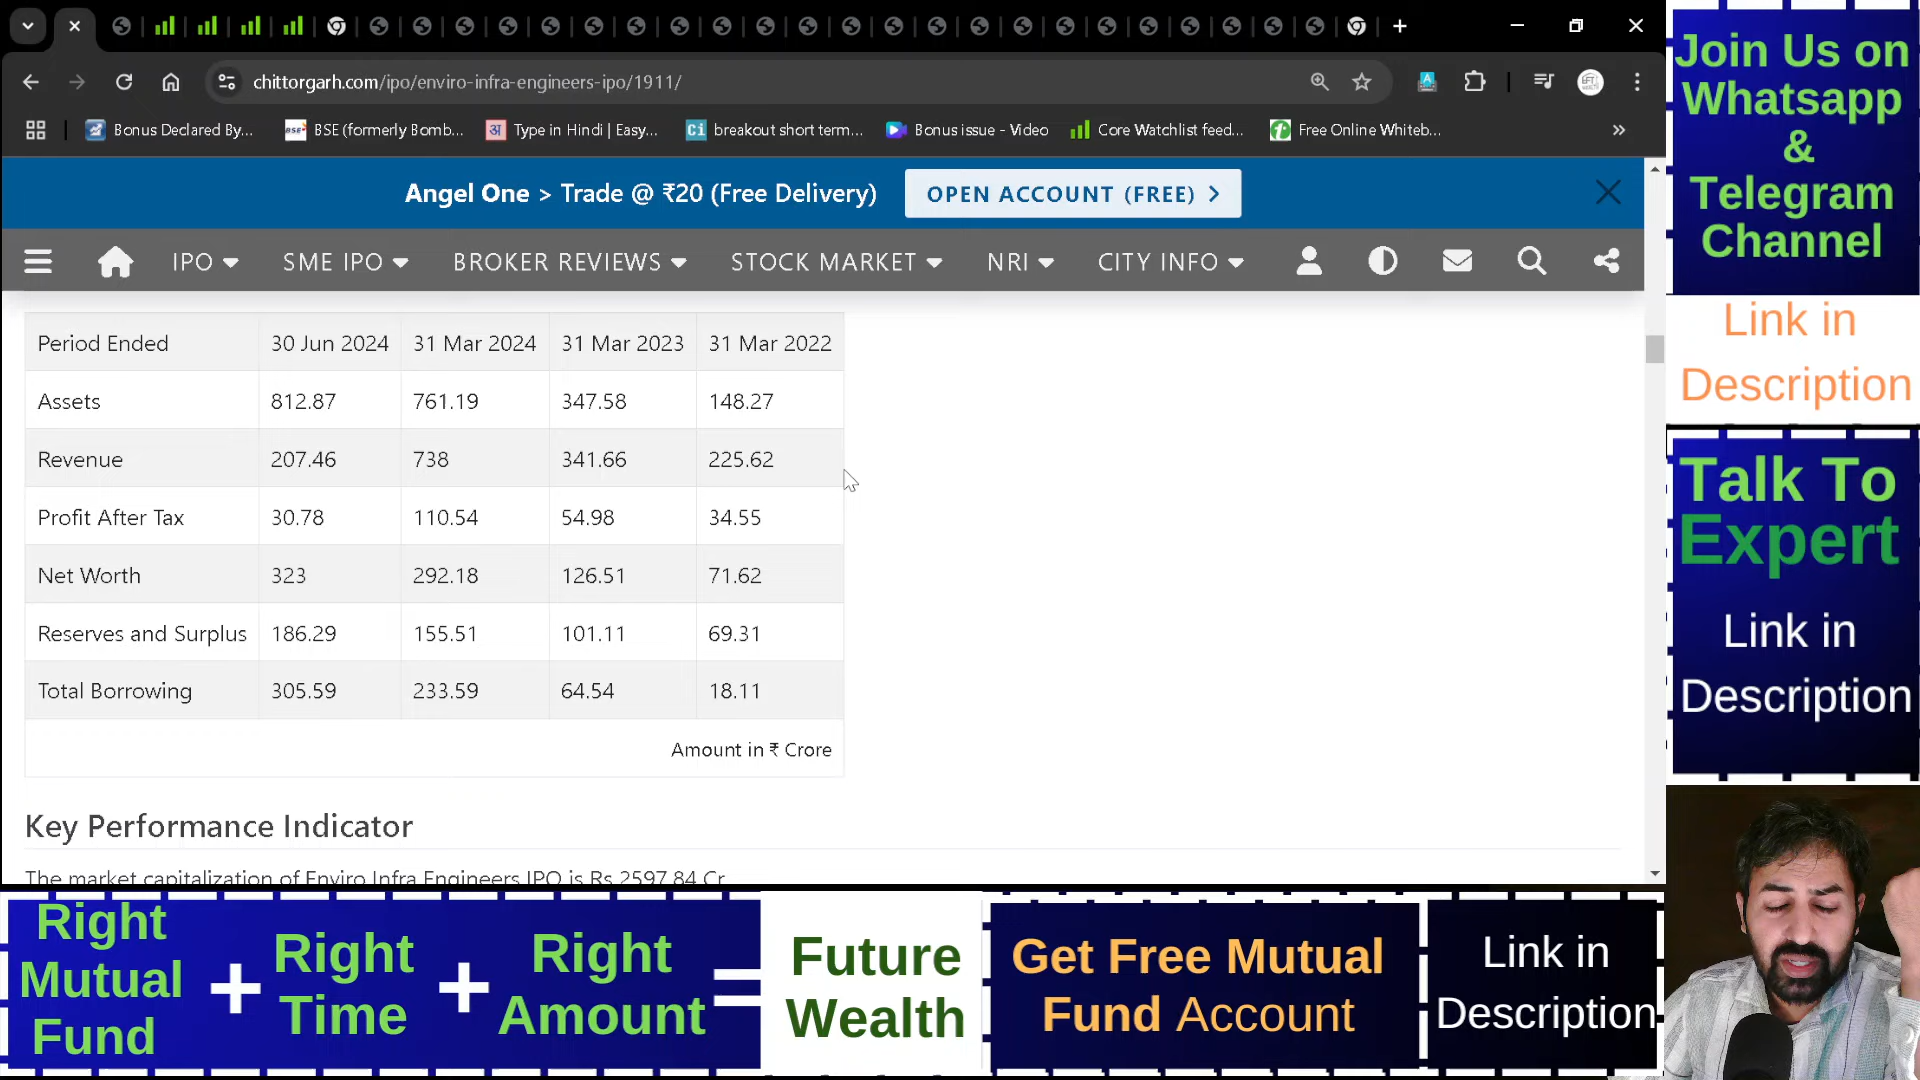 chittorgarh.com/ipo/enviro-infra-engineers-ipo/1911/
Bonus Declared By... BSE (formerly Bomb... Type in Hindi | Easy... breakout short term... Bonus issue - Video Core Watchlist feed... Free Online Whiteb...
Angel One > Trade @ ₹20 (Free Delivery) OPEN ACCOUNT (FREE)
IPO SME IPO BROKER REVIEWS STOCK MARKET NRI CITY INFO
Period Ended 30 Jun 2024 31 Mar 2024 31 Mar 2023 31 Mar 2022
Assets 812.87 761.19 347.58 148.27
Revenue 207.46 738 341.66 225.62
Profit After Tax 30.78 110.54 54.98 34.55
Net Worth 323 292.18 126.51 71.62
Reserves and Surplus 186.29 155.51 101.11 69.31
Total Borrowing 305.59 233.59 64.54 18.11
Amount in ₹ Crore
Key Performance Indicator
The market capitalization of Enviro Infra Engineers IPO is Rs 2597.84 Cr
Join Us on
Whatsapp
&
Telegram
Channel
Link in
Description
Talk To
Expert
Link in
Description
Right
Mutual
Fund
+
Right
Time
+
Right
Amount
=
Future
Wealth
Get Free Mutual
Fund Account
Link in
Description